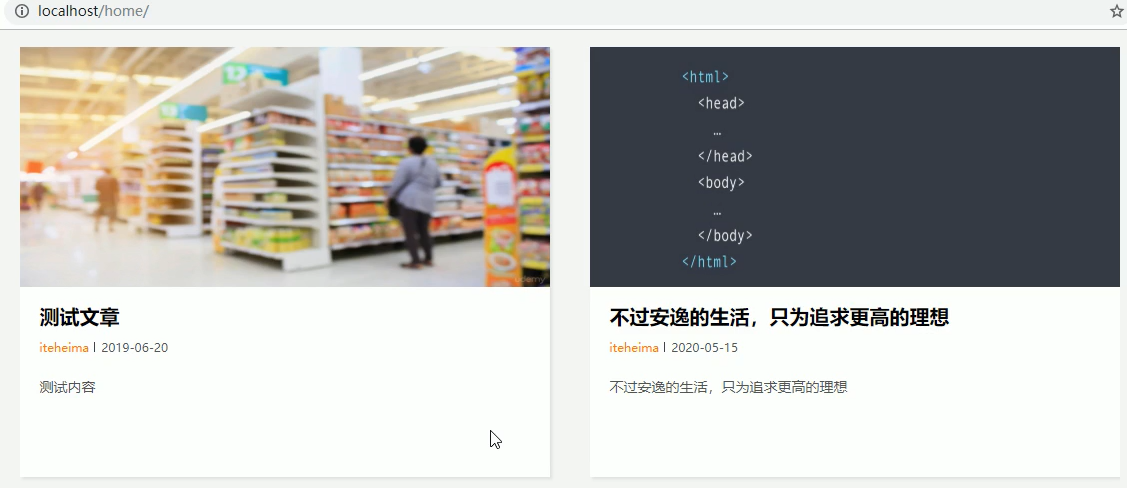 localhost/home/
<html>
<head>
…
</head>
<body>
…
</body>
</html>
测试文章
iteheima | 2019-06-20
测试内容
不过安逸的生活，只为追求更高的理想
iteheima | 2020-05-15
不过安逸的生活，只为追求更高的理想